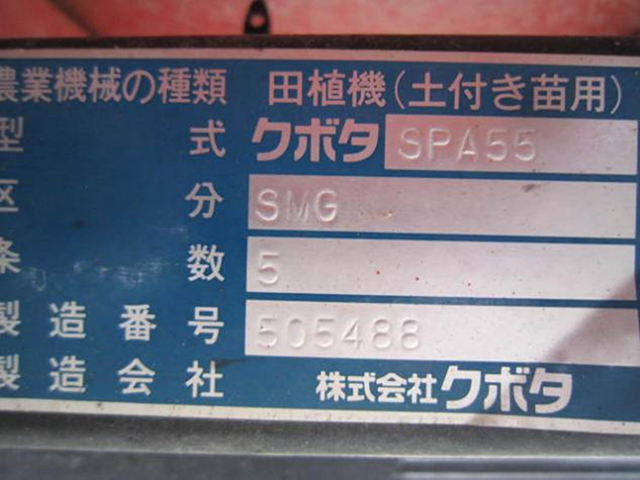 農業機械の種類 田植機(土付き苗用)
型式 クボタ SPA55
区分 SMG
条数 5
製造番号 505488
製造会社 株式会社クボタ